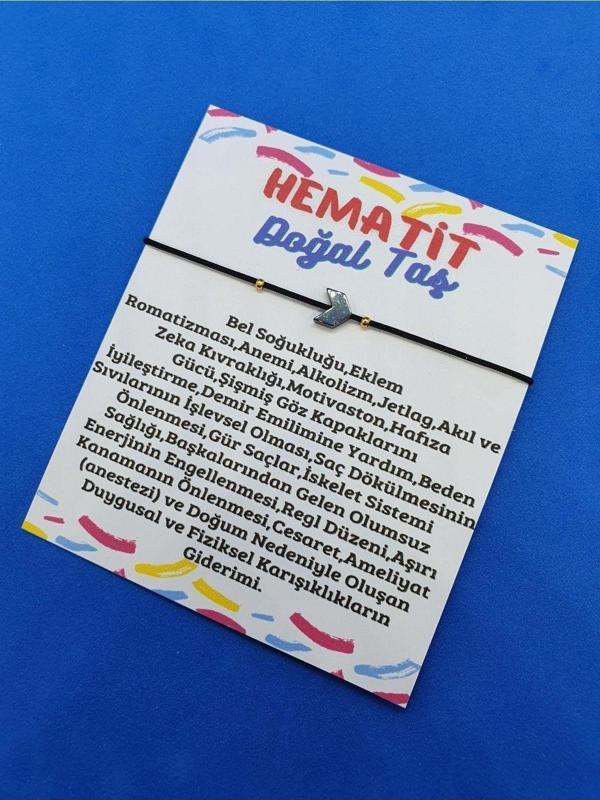 HEMATİT
Doğal Taş
Bel Soğukluğu,Eklem
Romatizması,Anemi,Alkolizm,Jetlag,Akıl ve
Zeka Kıvraklığı,Motivaston,Hafıza
Gücü,Şişmiş Göz Kapaklarını
İyileştirme,Demir Emilimine Yardım,Beden
Sıvılarının İşlevsel Olması,Saç Dökülmesinin
Önlenmesi,Gür Saçlar,İskelet Sistemi
Sağlığı,Başkalarından Gelen Olumsuz
Enerjinin Engellenmesi,Regl Düzeni,Aşırı
Kanamanın Önlenmesi,Cesaret,Ameliyat
(anestezi) ve Doğum Nedeniyle Oluşan
Duygusal ve Fiziksel Karışıklıkların
Giderimi.